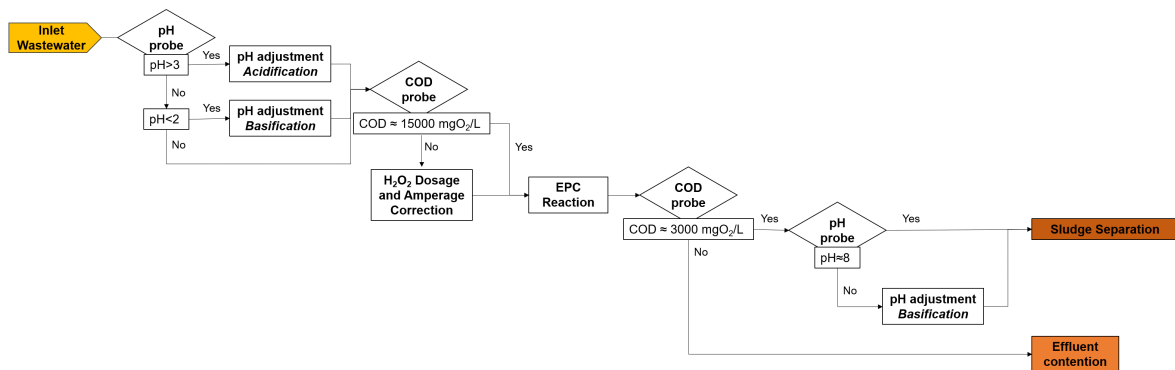 Inlet
Wastewater
pH
probe
pH>3
Yes
pH adjustment
Acidification
No
pH<2
Yes
pH adjustment
Basification
No
COD
probe
COD ≈ 15000 mgO₂/L
No
Yes
H₂O₂ Dosage
and Amperage
Correction
EPC
Reaction
COD
probe
COD ≈ 3000 mgO₂/L
Yes
No
pH
probe
pH≈8
Yes
No
pH adjustment
Basification
Sludge Separation
Effluent
contention